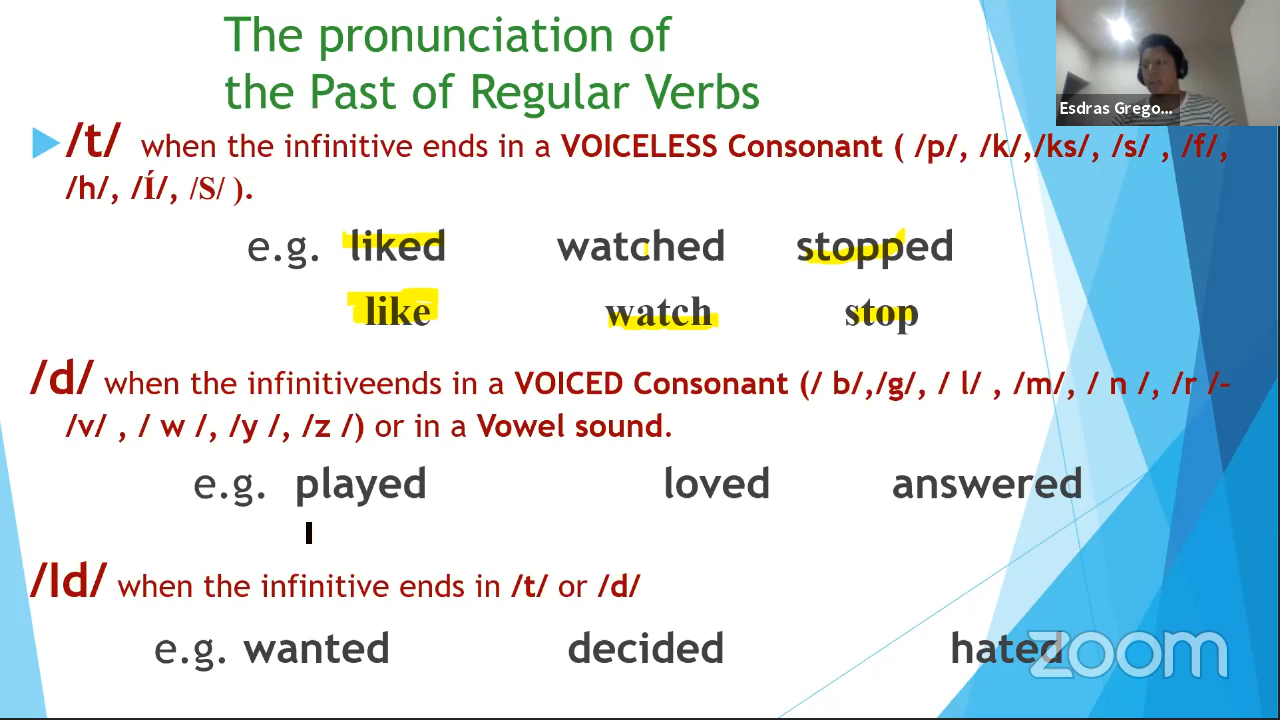 The pronunciation of
the Past of Regular Verbs
Esdras Grego...
/t/ when the infinitive ends in a VOICELESS Consonant ( /p/, /k/,/ks/, /s/ , /f/,
/h/, /Í/, /S/ ).
e.g. liked watched stopped
like watch stop
/d/ when the infinitiveends in a VOICED Consonant (/ b/,/g/, / l/ , /m/, / n /, /r /-
/v/ , / w /, /y /, /z /) or in a Vowel sound.
e.g. played loved answered
I
/Id/ when the infinitive ends in /t/ or /d/
e.g. wanted decided hated
zoom